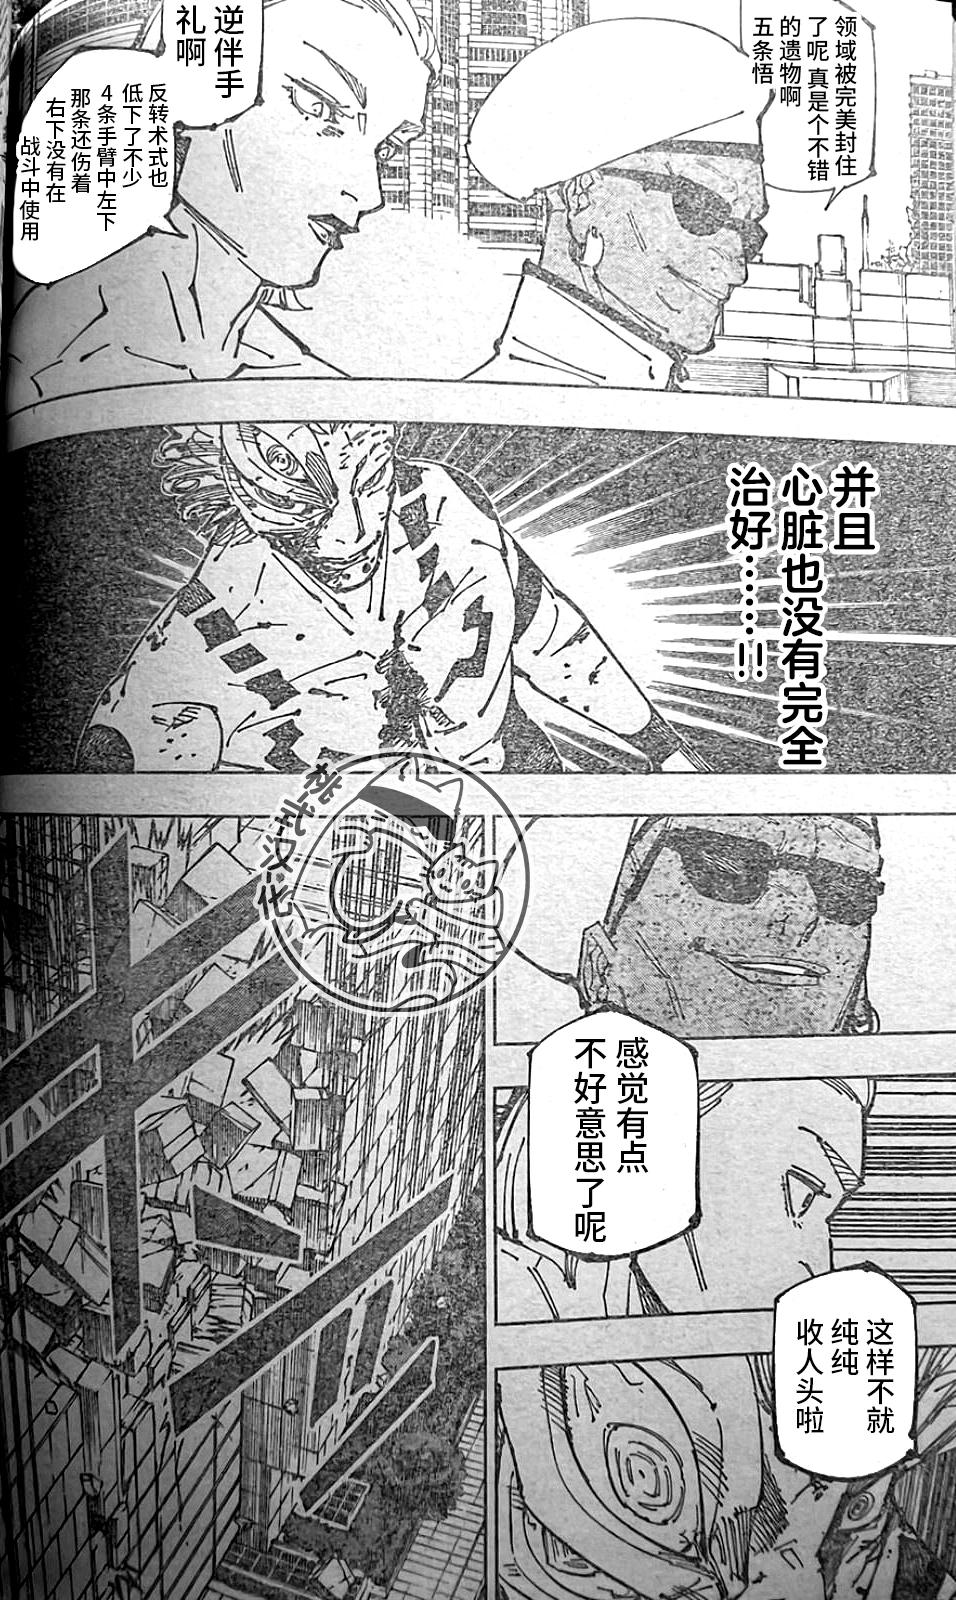 领域被完美封住
了呢 真是个不错
的遗物啊
五条悟
逆伴手
礼啊
反转术式也
低下了不少
4条手臂中左下
那条还伤着
右下没有在
战斗中使用
并且
心脏也没有完全
治好……!!
桃武汉化
感觉有点
不好意思了呢
这样不就
纯纯
收人头啦